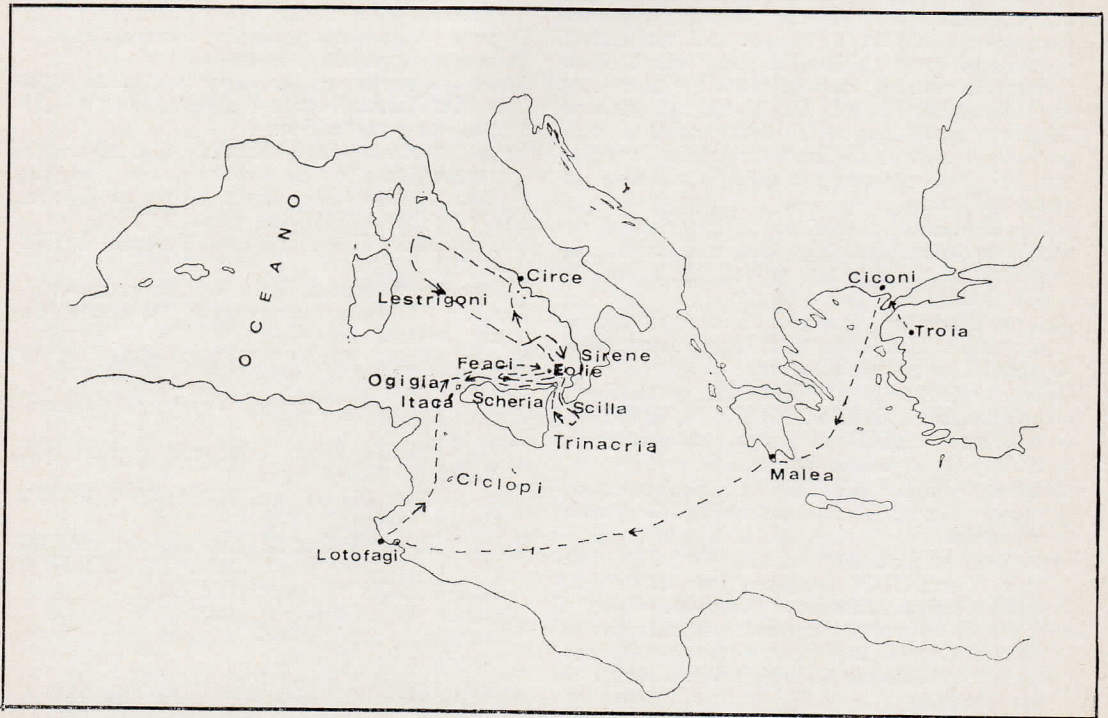 OCEANO
Circe
Lestrigoni
Ciconi
Troia
Sirene
Feaci
Eolie
Ogigia
Itaca
Scheria
Scilla
Trinacria
Malea
Ciclopi
Lotofagi